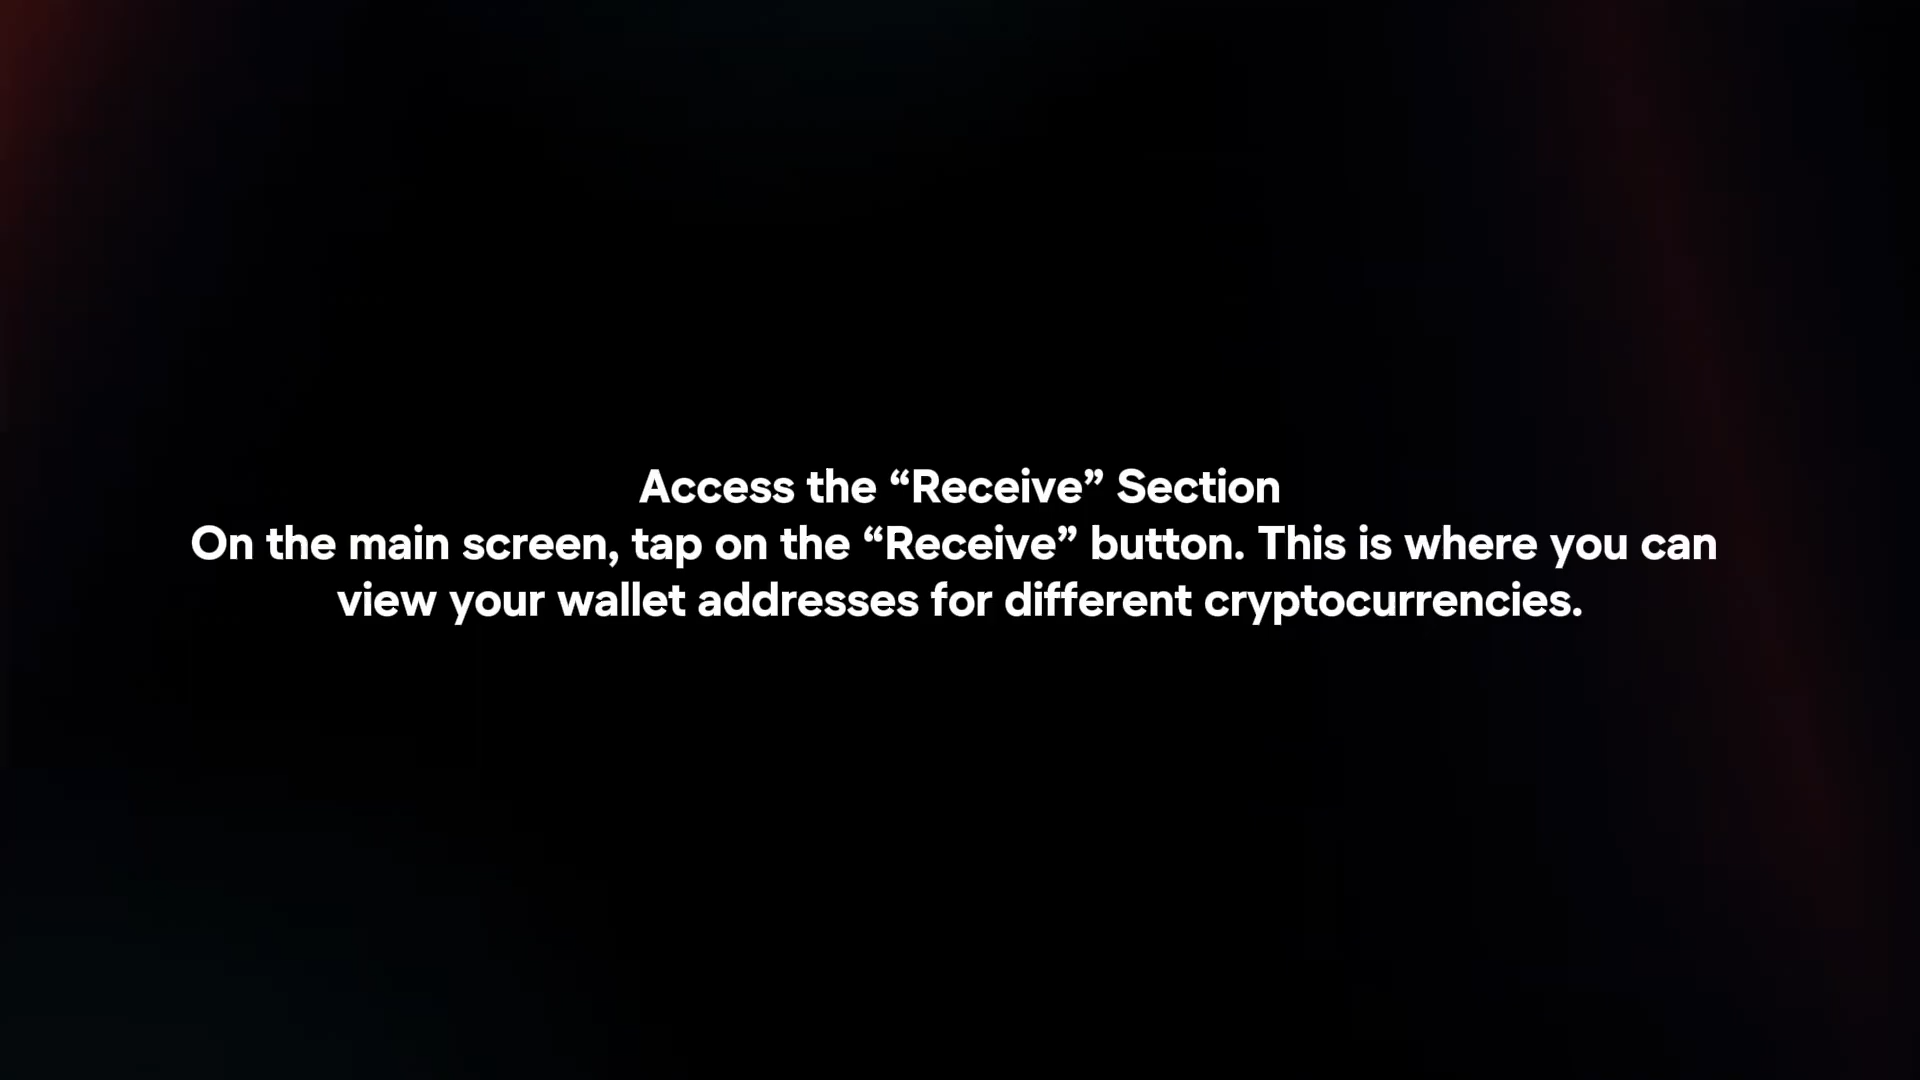 Access the “Receive” Section
On the main screen, tap on the “Receive” button. This is where you can
view your wallet addresses for different cryptocurrencies.